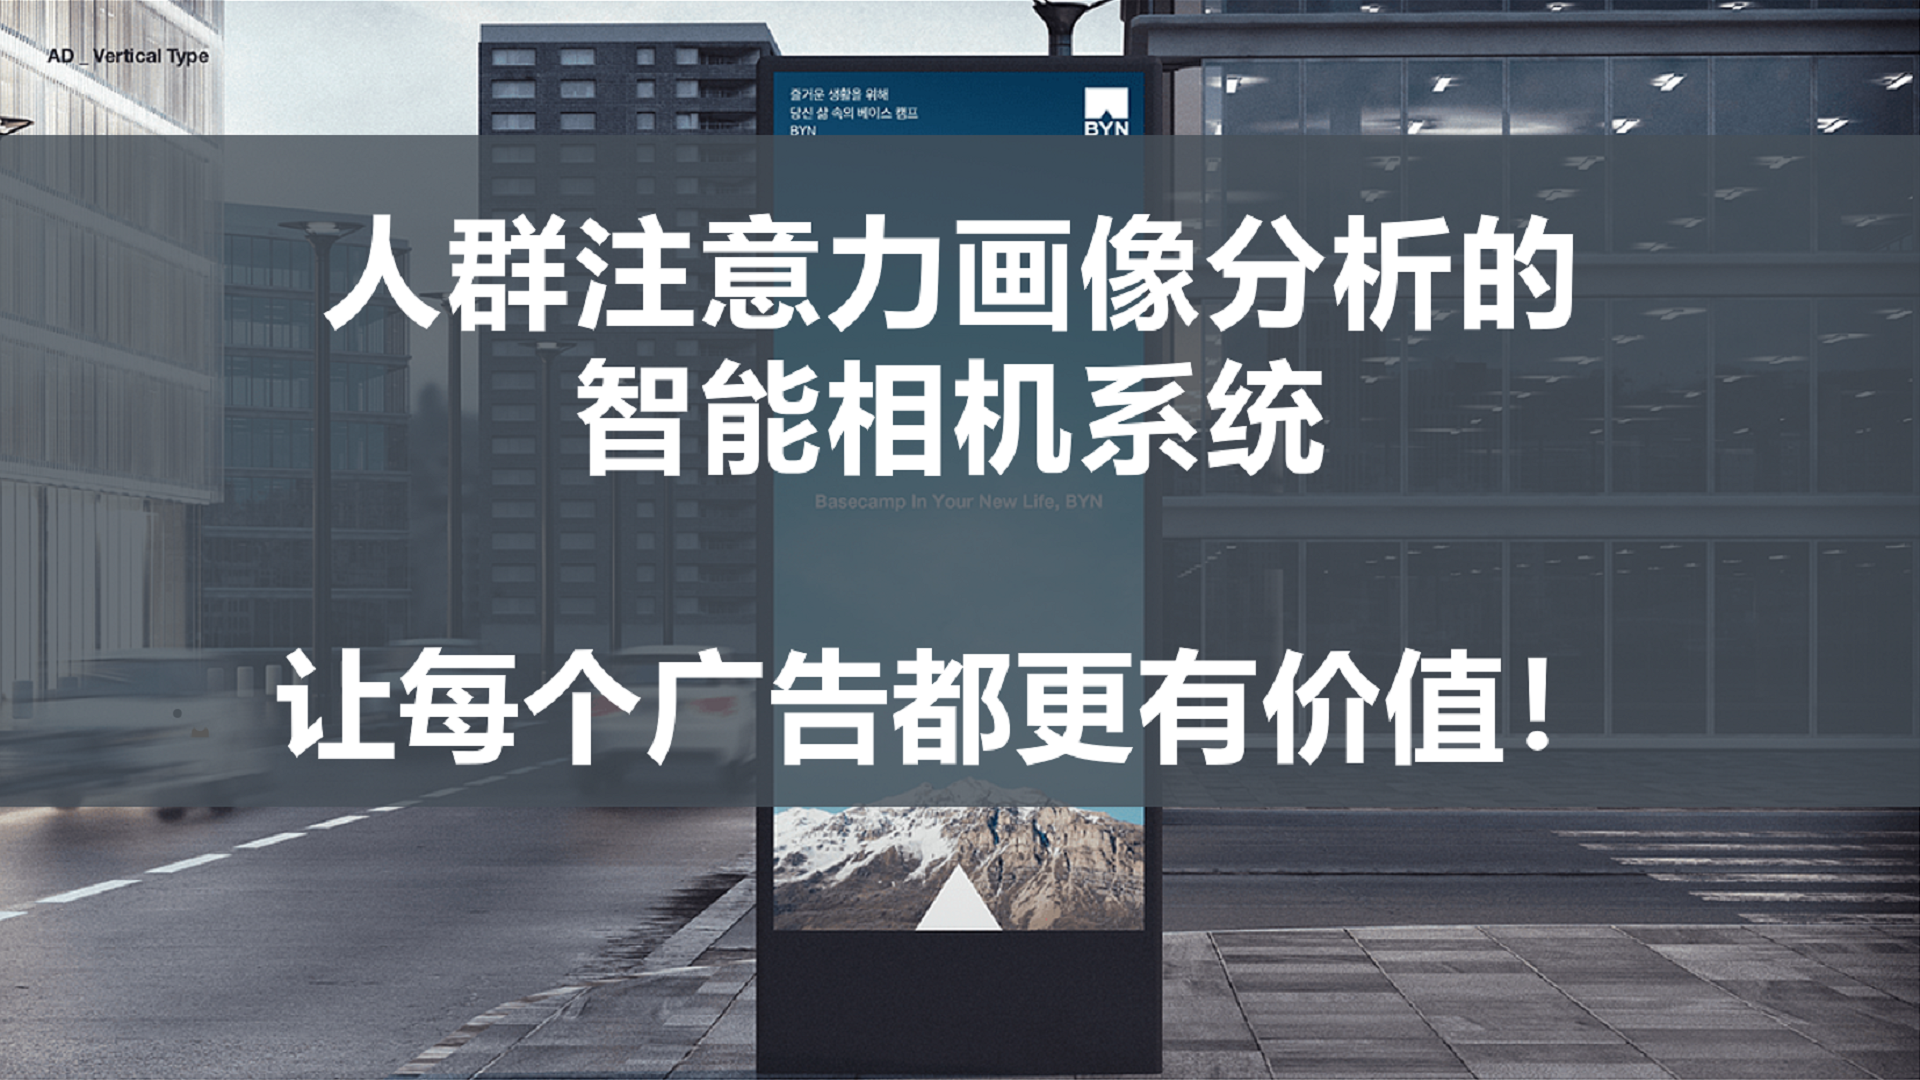 AD _ Vertical Type
즐거운 생활을 위해
당신 삶 속의 베이스 캠프
BYN
BYN
人群注意力画像分析的
智能相机系统
Basecamp In Your New Life, BYN
让每个广告都更有价值！